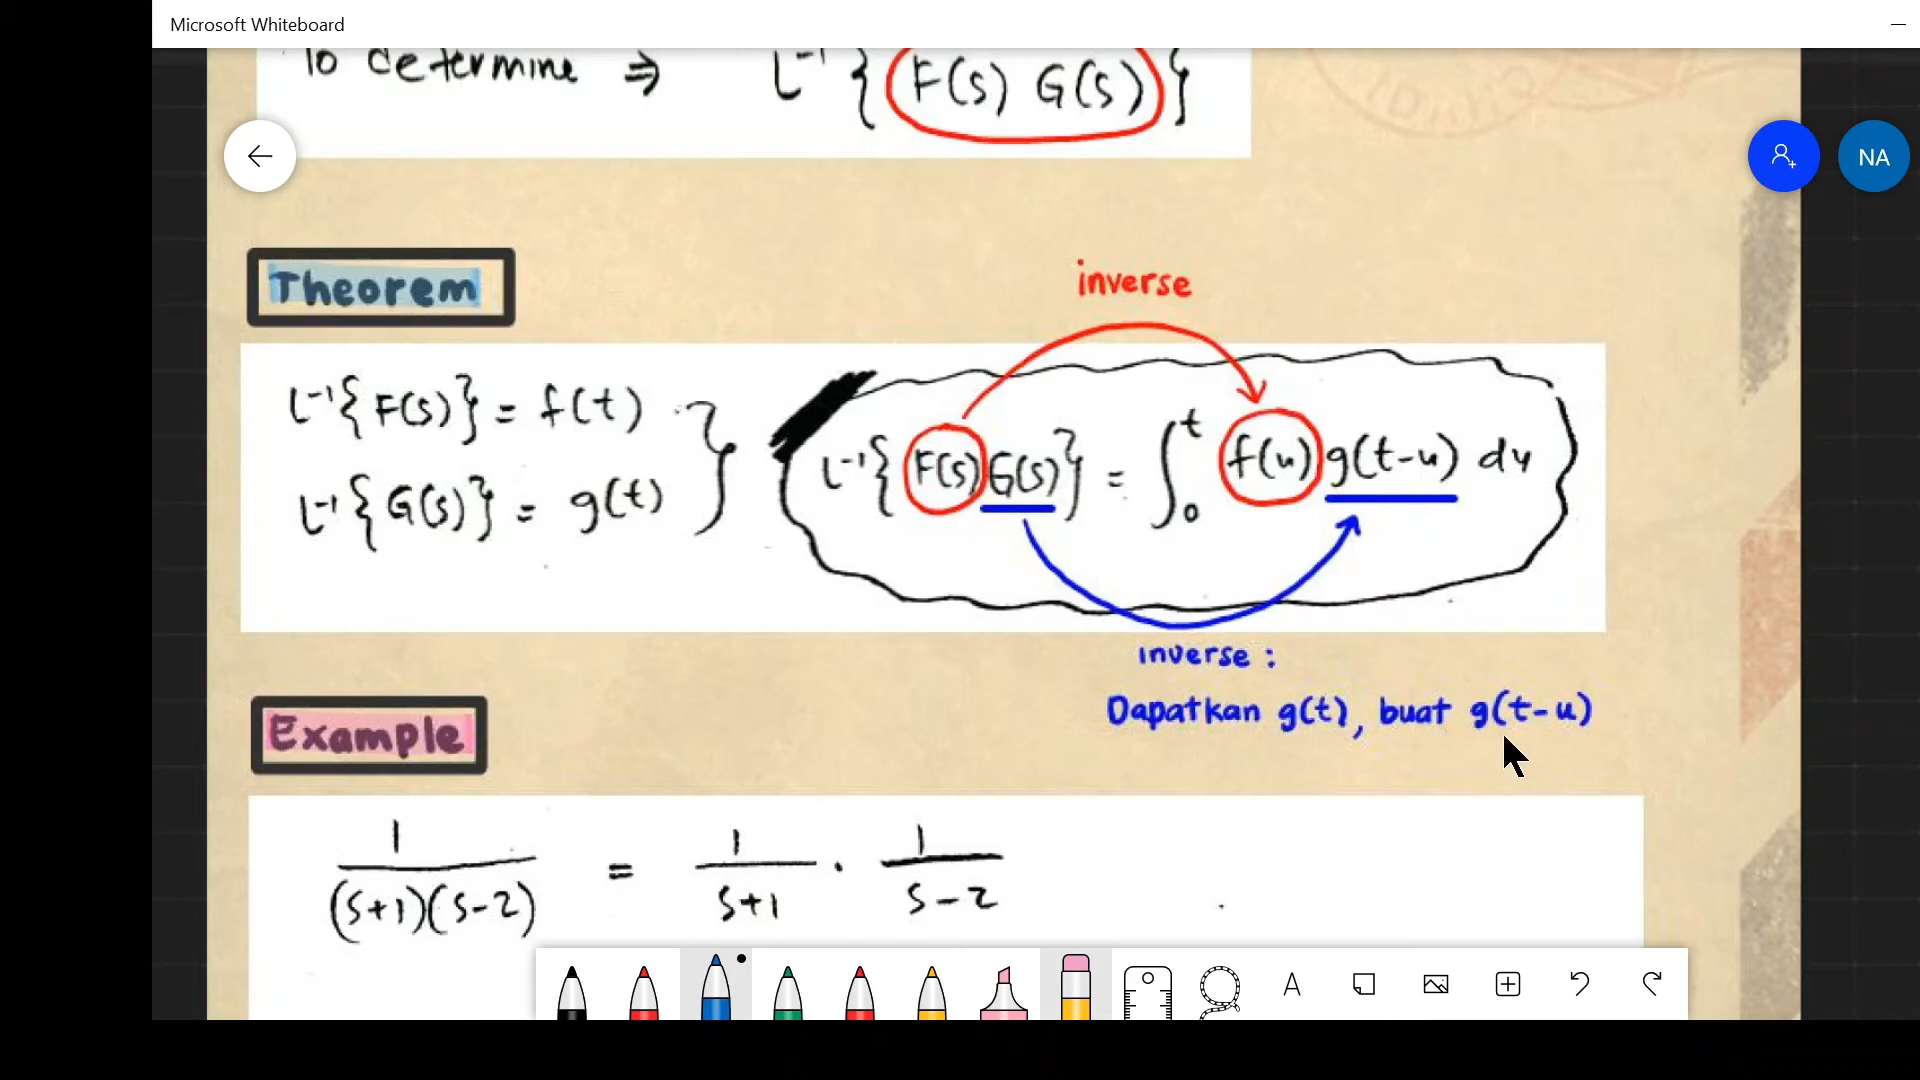 Microsoft Whiteboard
To determine ⇒ L⁻¹{F(s) G(s)}
NA
Theorem
inverse
L⁻¹{F(s)} = f(t)
L⁻¹{G(s)} = g(t)
L⁻¹{F(s)G(s)} = ∫₀ᵗ f(u) g(t-u) du
inverse :
Dapatkan g(t), buat g(t-u)
Example
1/((s+1)(s-2)) = 1/(s+1) · 1/(s-2)